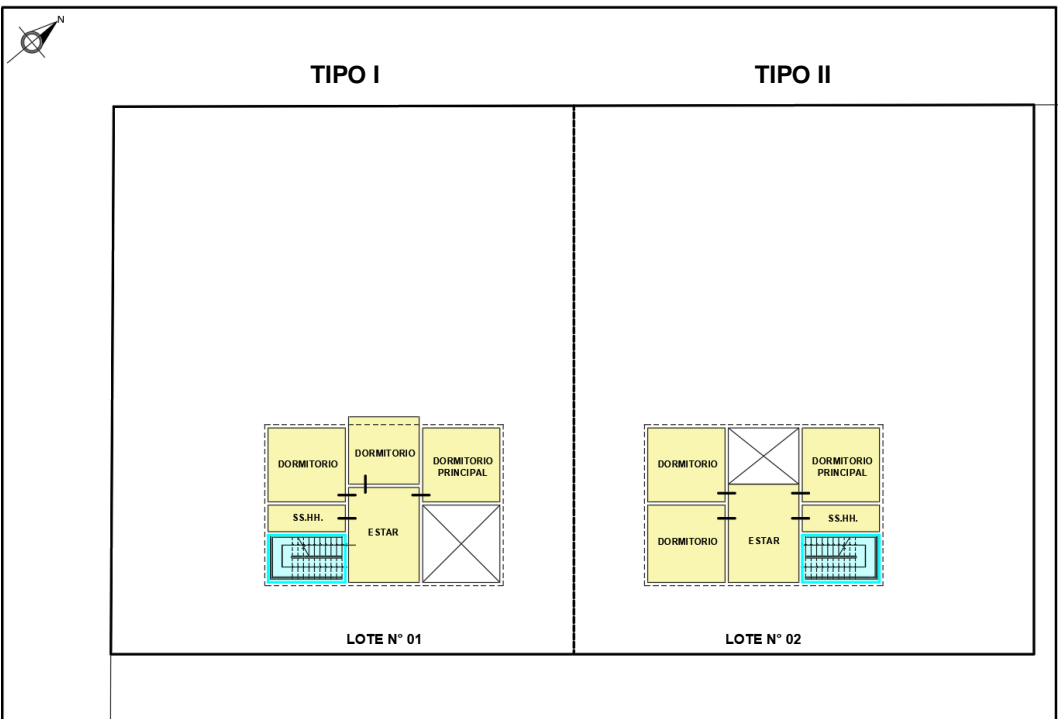 N
TIPO I
TIPO II
DORMITORIO
DORMITORIO
DORMITORIO
PRINCIPAL
SS.HH.
ESTAR
DORMITORIO
DORMITORIO
PRINCIPAL
DORMITORIO
ESTAR
SS.HH.
LOTE N° 01
LOTE N° 02